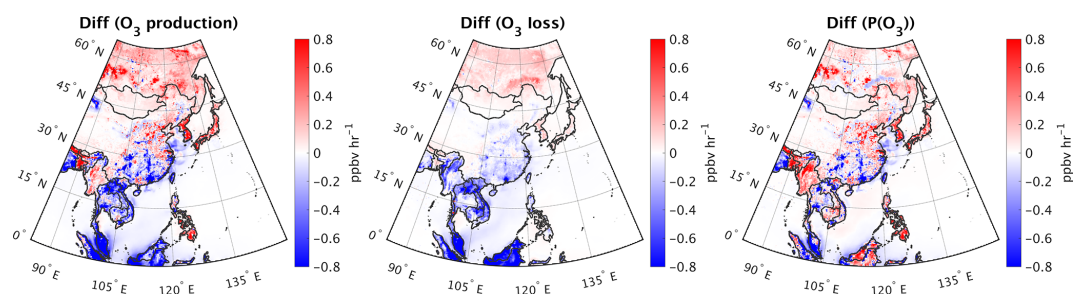 Diff (O3 production)
60° N
45° N
30° N
15° N
0°
90° E
105° E
120° E
135° E
0.8
0.6
0.4
0.2
0
−0.2
−0.4
−0.6
−0.8
ppbv hr−1
Diff (O3 loss)
60° N
45° N
30° N
15° N
0°
90° E
105° E
120° E
135° E
0.8
0.6
0.4
0.2
0
−0.2
−0.4
−0.6
−0.8
ppbv hr−1
Diff (P(O3))
60° N
45° N
30° N
15° N
0°
90° E
105° E
120° E
135° E
0.8
0.6
0.4
0.2
0
−0.2
−0.4
−0.6
−0.8
ppbv hr−1